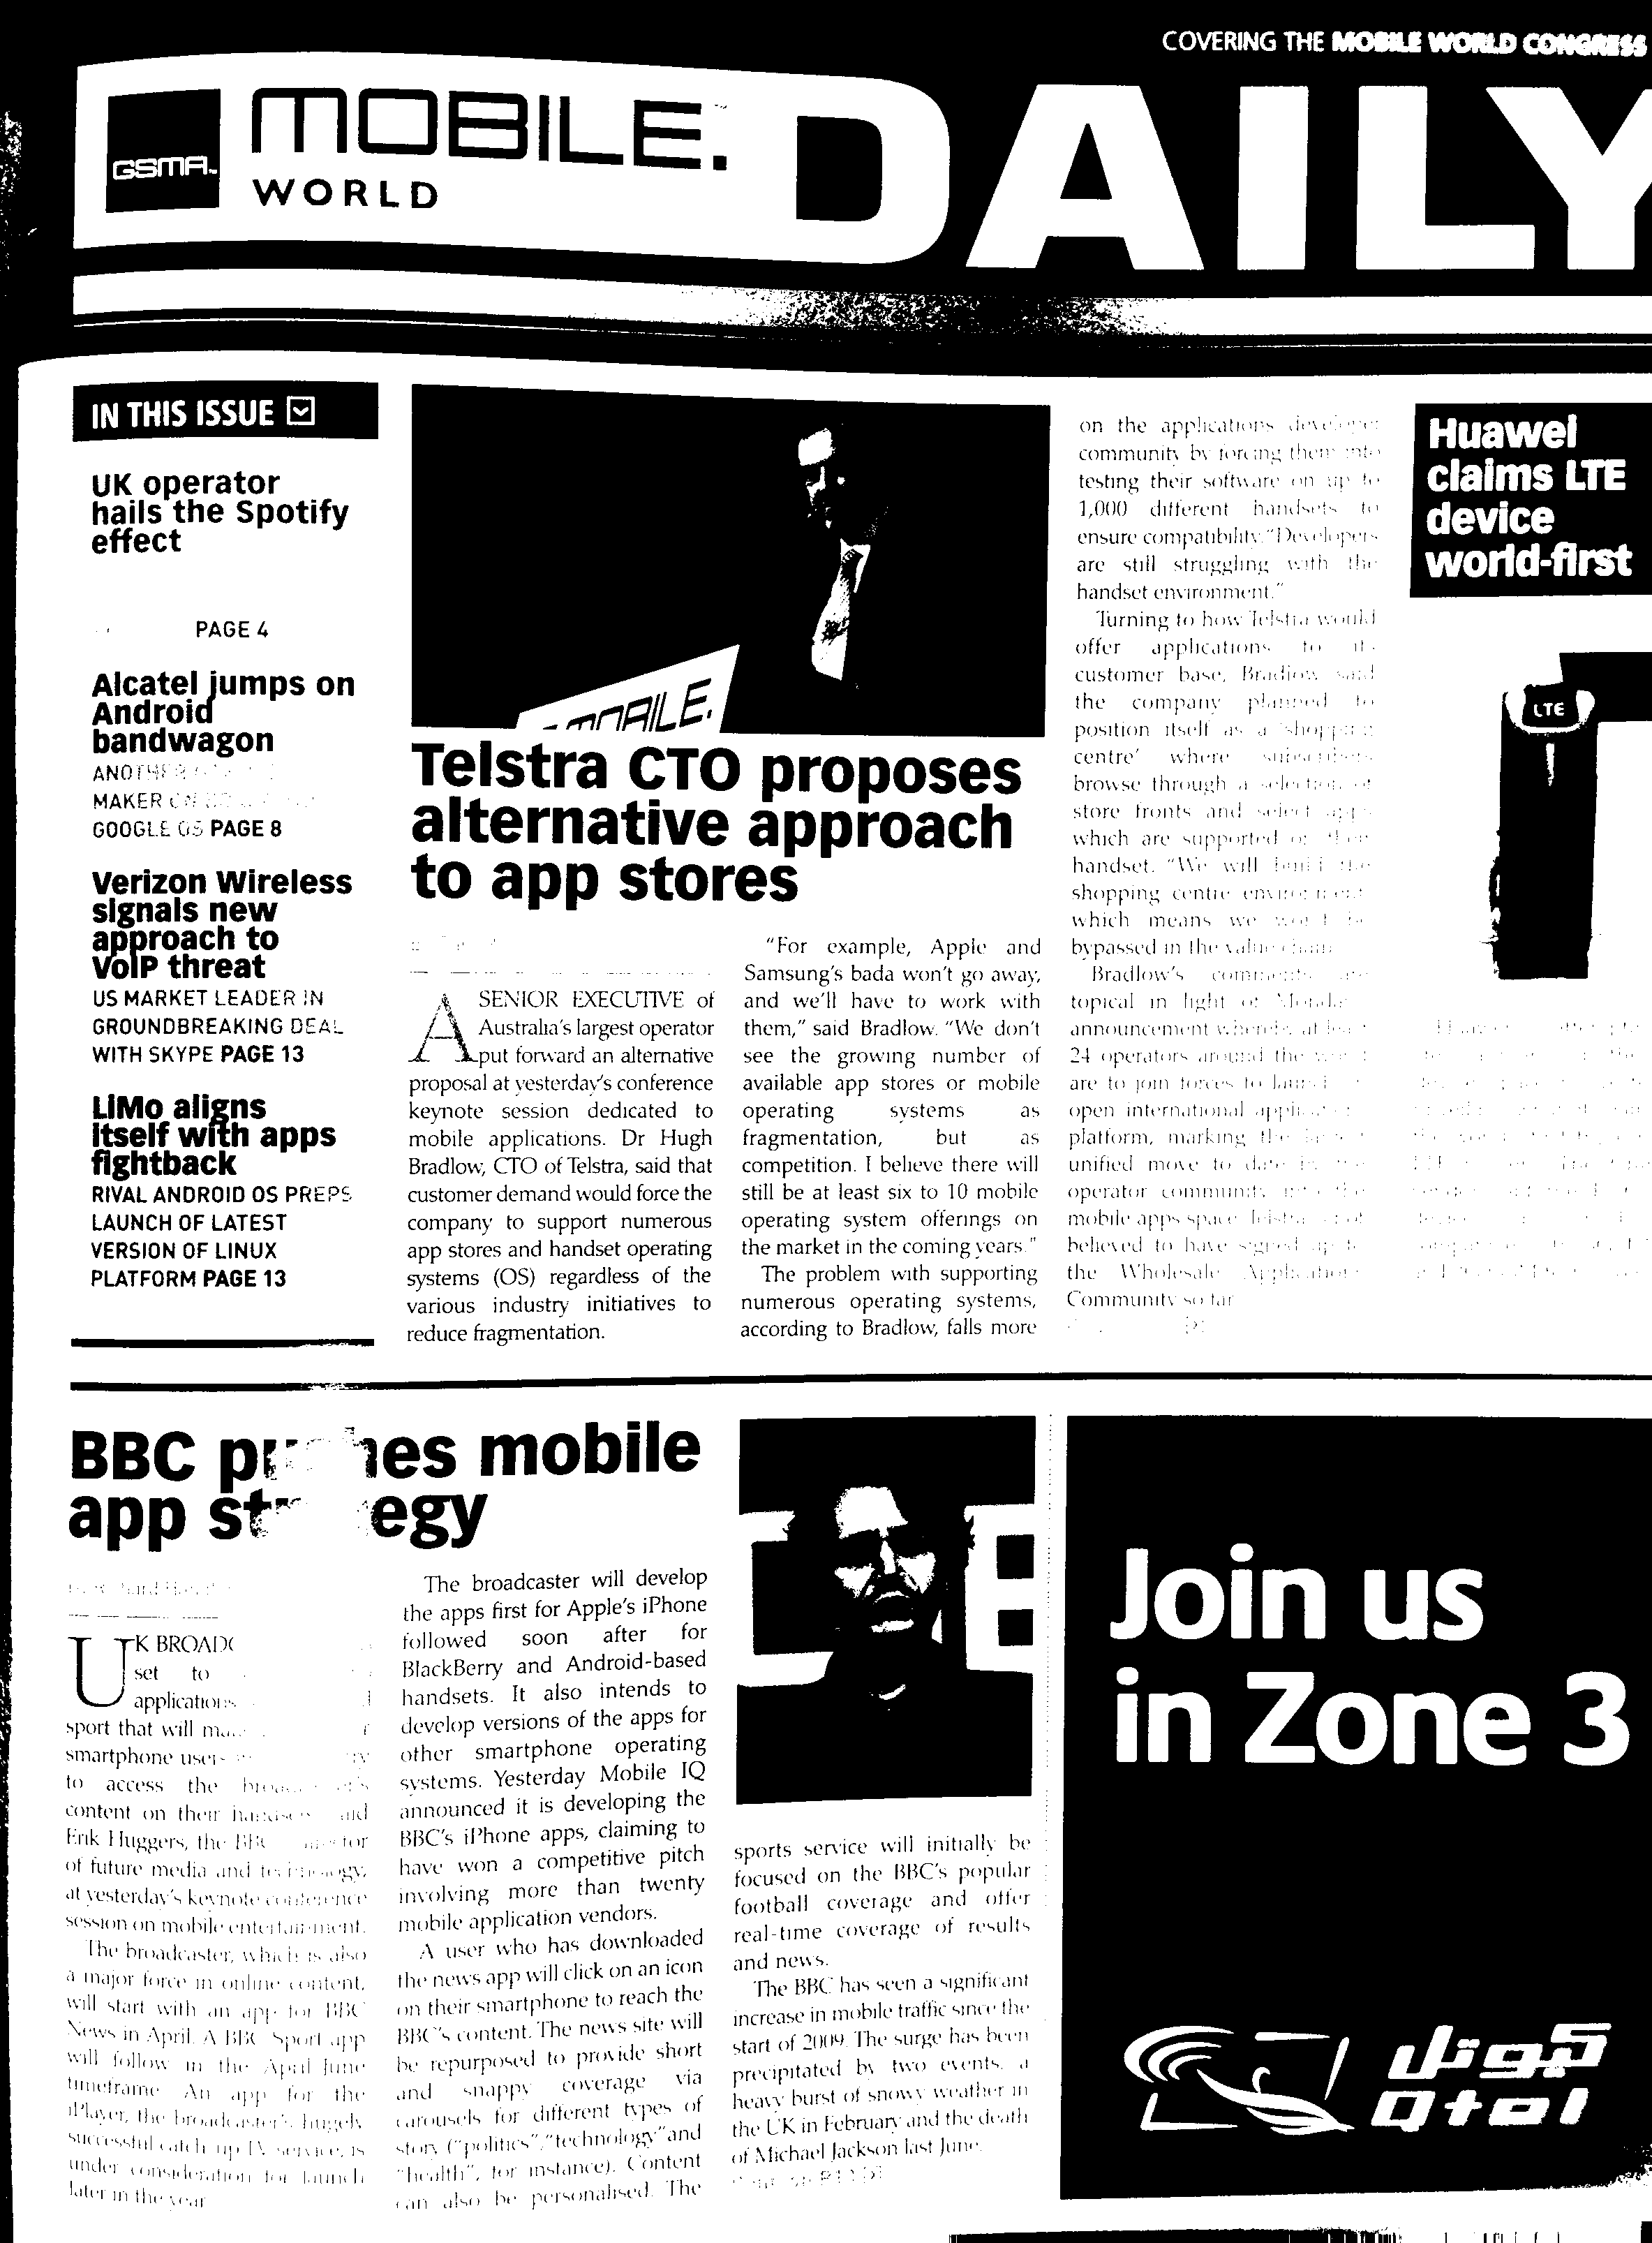 COVERING THE MOBILE WORLD CONGRESS
GSMA
MOBILE.
WORLD
DAILY
IN THIS ISSUE
UK operator
hails the Spotify
effect
PAGE 4
Alcatel jumps on
Android
bandwagon
ANOTHER
MAKER
GOOGLE OS PAGE 8
Verizon Wireless
signals new
approach to
VoIP threat
US MARKET LEADER IN
GROUNDBREAKING DEAL
WITH SKYPE PAGE 13
LiMo aligns
itself with apps
fightback
RIVAL ANDROID OS PREPS
LAUNCH OF LATEST
VERSION OF LINUX
PLATFORM PAGE 13
MOBILE.
Telstra CTO proposes
alternative approach
to app stores
A SENIOR EXECUTIVE of
Australia's largest operator
put forward an alternative
proposal at yesterday's conference
keynote session dedicated to
mobile applications. Dr Hugh
Bradlow, CTO of Telstra, said that
customer demand would force the
company to support numerous
app stores and handset operating
systems (OS) regardless of the
various industry initiatives to
reduce fragmentation.
"For example, Apple and
Samsung's bada won't go away,
and we'll have to work with
them," said Bradlow. "We don't
see the growing number of
available app stores or mobile
operating systems as
fragmentation, but as
competition. I believe there will
still be at least six to 10 mobile
operating system offerings on
the market in the coming years."
The problem with supporting
numerous operating systems,
according to Bradlow, falls more
on the applications developer
community by forcing them into
testing their software on up to
1,000 different handsets to
ensure compatibility. "Developers
are still struggling with the
handset environment."
Turning to how Telstra would
offer applications to its
customer base, Bradlow said
the company planned to
position itself as a 'shopping
centre' where subscribers
browse through a selection of
store fronts and select apps
which are supported on their
handset. "We will build the
shopping centre environment
which means we won't be
bypassed in the value chain
Bradlow's comments are
topical in light of Monday
announcement whereby at least
24 operators around the world
are to join forces to launch
open international applications
platform, marking the
unified move to date
operator community into the
mobile apps space. Telstra is not
believed to have signed up to
the Wholesale Applications
Community so far
Huawei
claims LTE
device
world-first
LTE
BBC pushes mobile
app strategy
UK BROADC
set to
applications
sport that will
smartphone users
to access the broadcaster's
content on their handsets said
Erik Huggers, the BBC director
of future media and technology,
at yesterday's keynote conference
session on mobile entertainment.
The broadcaster, which is also
a major force in online content,
will start with an app for BBC
News in April. A BBC Sport app
will follow in the April June
timeframe. An app for the
iPlayer, the broadcaster's hugely
successful catch up TV service, is
under consideration for launch
later in the year
The broadcaster will develop
the apps first for Apple's iPhone
followed soon after for
BlackBerry and Android-based
handsets. It also intends to
develop versions of the apps for
other smartphone operating
systems. Yesterday Mobile IQ
announced it is developing the
BBC's iPhone apps, claiming to
have won a competitive pitch
involving more than twenty
mobile application vendors.
A user who has downloaded
the news app will click on an icon
on their smartphone to reach the
BBC's content. The news site will
be repurposed to provide short
and snappy coverage via
carousels for different types of
story ("politics", "technology" and
"health", for instance). Content
can also be personalised. The
sports service will initially be
focused on the BBC's popular
football coverage and offer
real-time coverage of results
and news.
The BBC has seen a significant
increase in mobile traffic since the
start of 2009. The surge has been
precipitated by two events, a
heavy burst of snowy weather in
the UK in February and the death
of Michael Jackson last June.
Join us
in Zone 3
كيوتل
Qtel